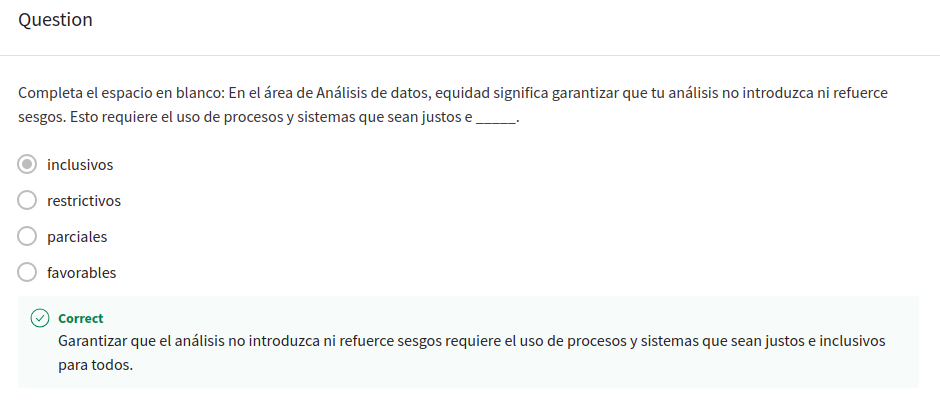 Question
Completa el espacio en blanco: En el área de Análisis de datos, equidad significa garantizar que tu análisis no introduzca ni refuerce
sesgos. Esto requiere el uso de procesos y sistemas que sean justos e _____.
inclusivos
restrictivos
parciales
favorables
Correct
Garantizar que el análisis no introduzca ni refuerce sesgos requiere el uso de procesos y sistemas que sean justos e inclusivos
para todos.